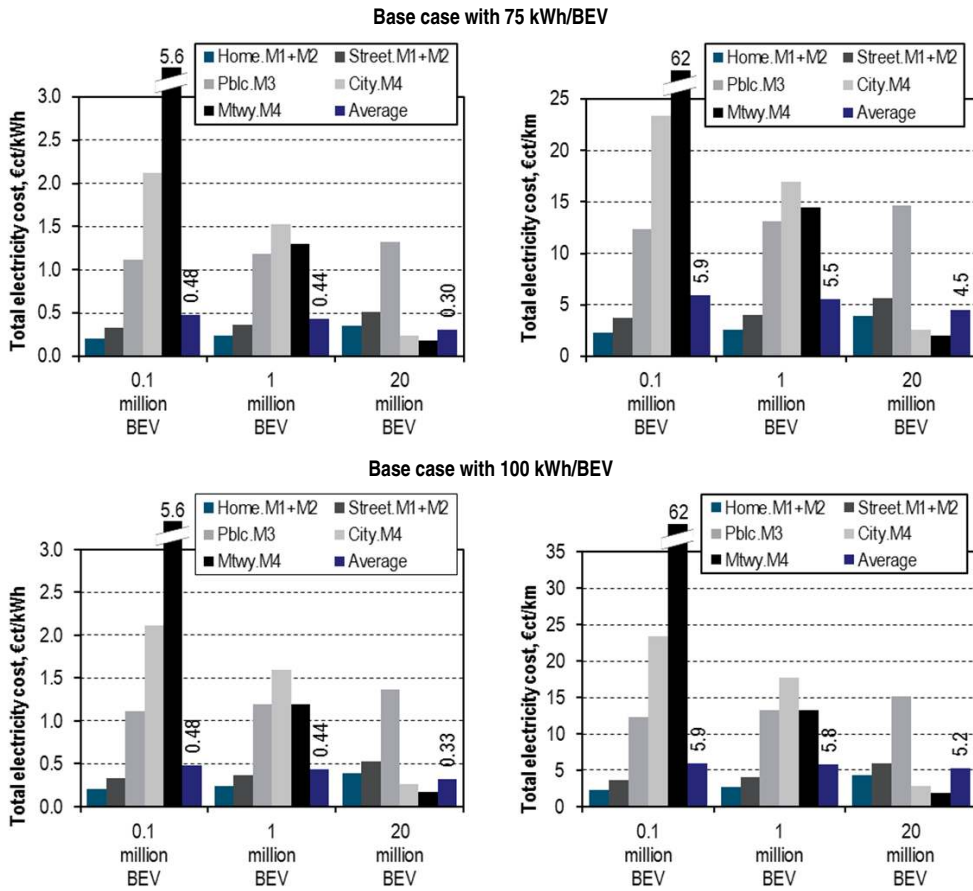 Base case with 75 kWh/BEV
Total electricity cost, €ct/kWh
Home.M1+M2 Street.M1+M2
Pblc.M3 City.M4
Mtwy.M4 Average
5.6
3.0
2.5
2.0
1.5
1.0
0.5
0.0
0.48
0.44
0.30
0.1 1 20
million million million
BEV BEV BEV
Total electricity cost, €ct/km
Home.M1+M2 Street.M1+M2
Pblc.M3 City.M4
Mtwy.M4 Average
62
25
20
15
10
5
0
5.9
5.5
4.5
0.1 1 20
million million million
BEV BEV BEV
Base case with 100 kWh/BEV
Total electricity cost, €ct/kWh
Home.M1+M2 Street.M1+M2
Pblc.M3 City.M4
Mtwy.M4 Average
5.6
3.0
2.5
2.0
1.5
1.0
0.5
0.0
0.48
0.44
0.33
0.1 1 20
million million million
BEV BEV BEV
Total electricity cost, €ct/km
Home.M1+M2 Street.M1+M2
Pblc.M3 City.M4
Mtwy.M4 Average
62
35
30
25
20
15
10
5
0
5.9
5.8
5.2
0.1 1 20
million million million
BEV BEV BEV